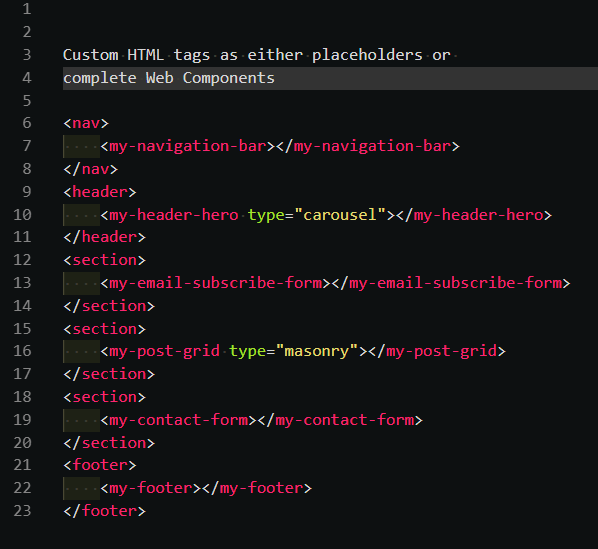 1
2
3 Custom HTML tags as either placeholders or
4 complete Web Components
5
6 <nav>
7     <my-navigation-bar></my-navigation-bar>
8 </nav>
9 <header>
10     <my-header-hero type="carousel"></my-header-hero>
11 </header>
12 <section>
13     <my-email-subscribe-form></my-email-subscribe-form>
14 </section>
15 <section>
16     <my-post-grid type="masonry"></my-post-grid>
17 </section>
18 <section>
19     <my-contact-form></my-contact-form>
20 </section>
21 <footer>
22     <my-footer></my-footer>
23 </footer>